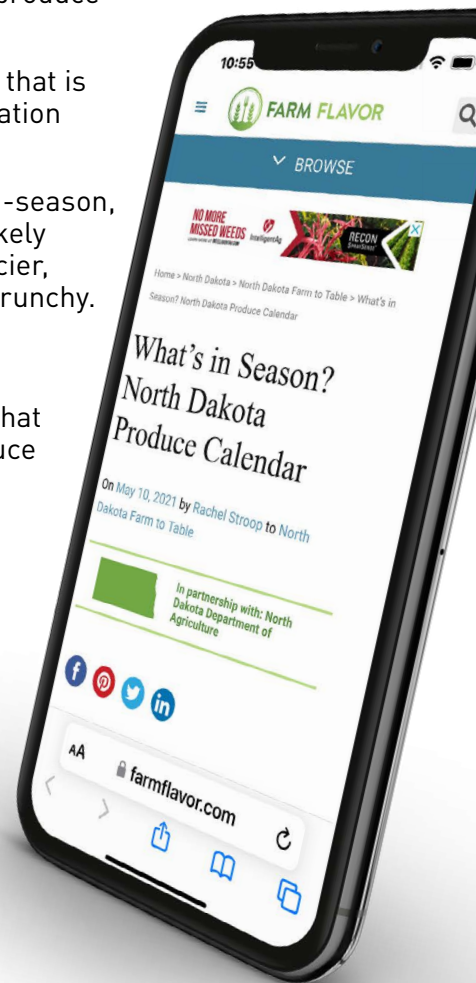 produce
that is
ation
-season,
kely
cier,
runchy.
hat
uce
10:55
FARM FLAVOR
BROWSE
NO MORE
MISSED WEEDS
IntelligentAg
RECON
SPRAYSENSE
Home > North Dakota > North Dakota Farm to Table > What's in
Season? North Dakota Produce Calendar
What's in Season?
North Dakota
Produce Calendar
On May 10, 2021 by Rachel Stroop to North
Dakota Farm to Table
In partnership with: North
Dakota Department of
Agriculture
f
in
AA
farmflavor.com